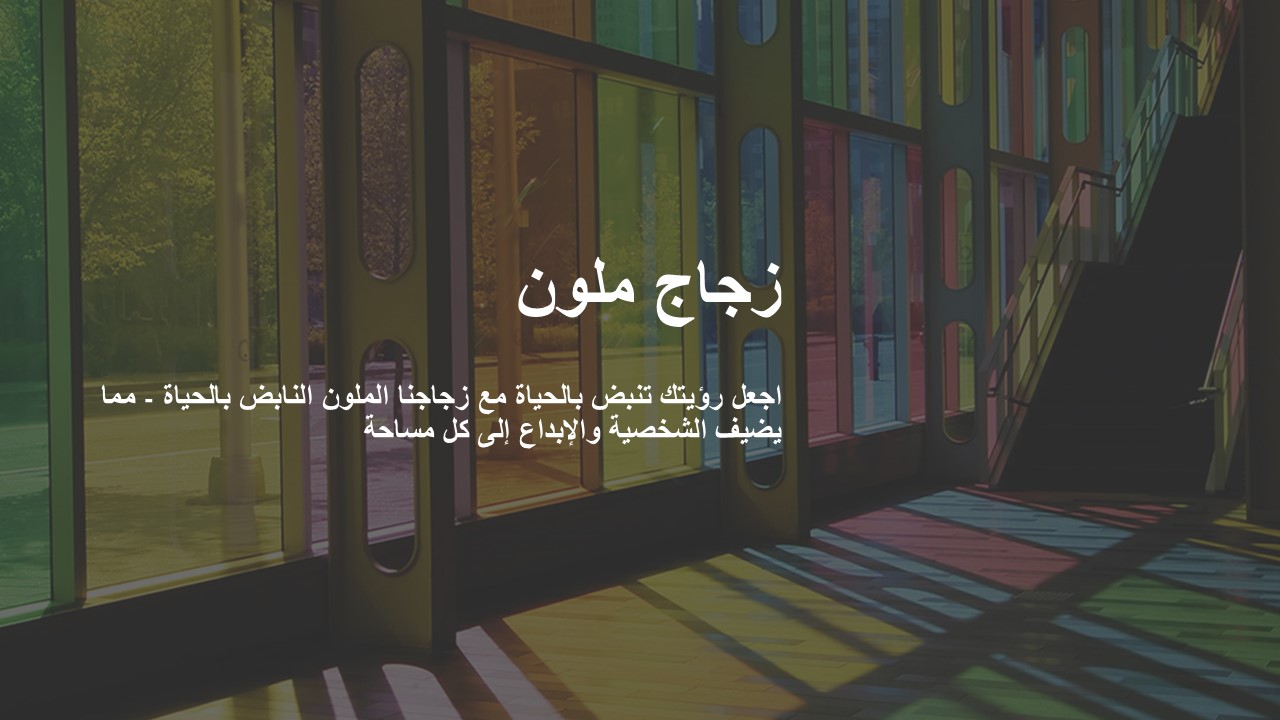 زجاج ملون
اجعل رؤيتك تنبض بالحياة مع زجاجنا الملون النابض بالحياة - مما
يضيف الشخصية والإبداع إلى كل مساحة